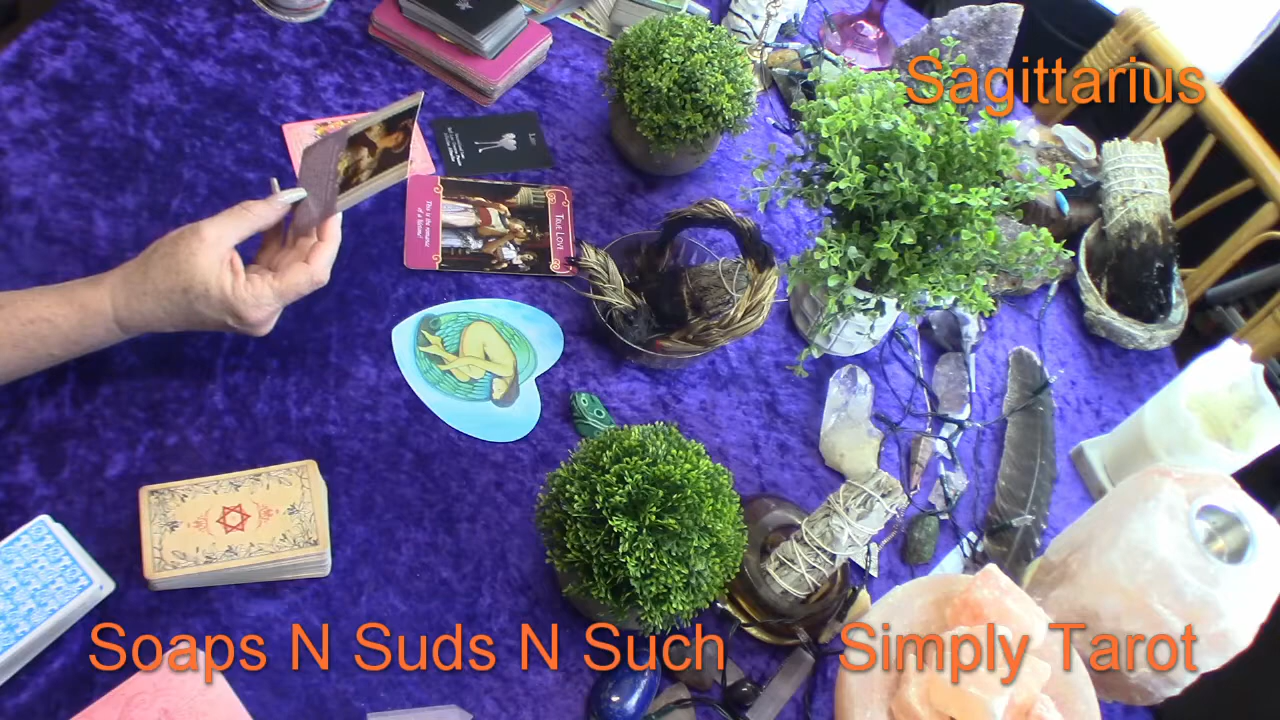 Sagittarius
TRUE LOVE
This is the romance
of a lifetime!
Soaps N Suds N Such
Simply Tarot